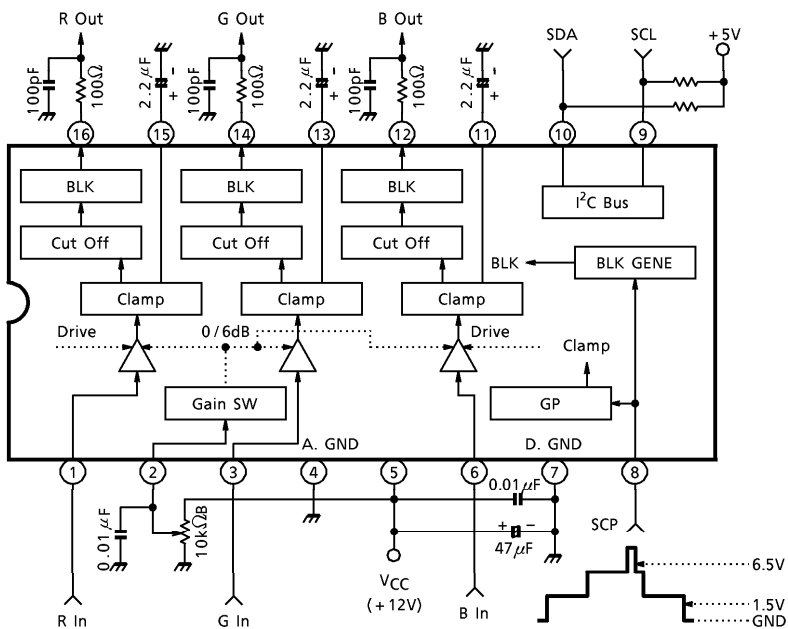 R Out G Out B Out SDA SCL +5V
100pF 100Ω 2.2μF - + 100pF 100Ω 2.2μF - + 100pF 100Ω 2.2μF - +
16 15 14 13 12 11 10 9
BLK BLK BLK I²C Bus
Cut Off Cut Off Cut Off
BLK BLK GENE
Clamp Clamp Clamp
Drive 0/6dB Drive Clamp
Gain SW GP
A. GND D. GND
1 2 3 4 5 6 7 8
0.01μF 10kΩB 0.01μF
+ - SCP
47μF
VCC
(+12V)
6.5V
1.5V
R In G In B In GND